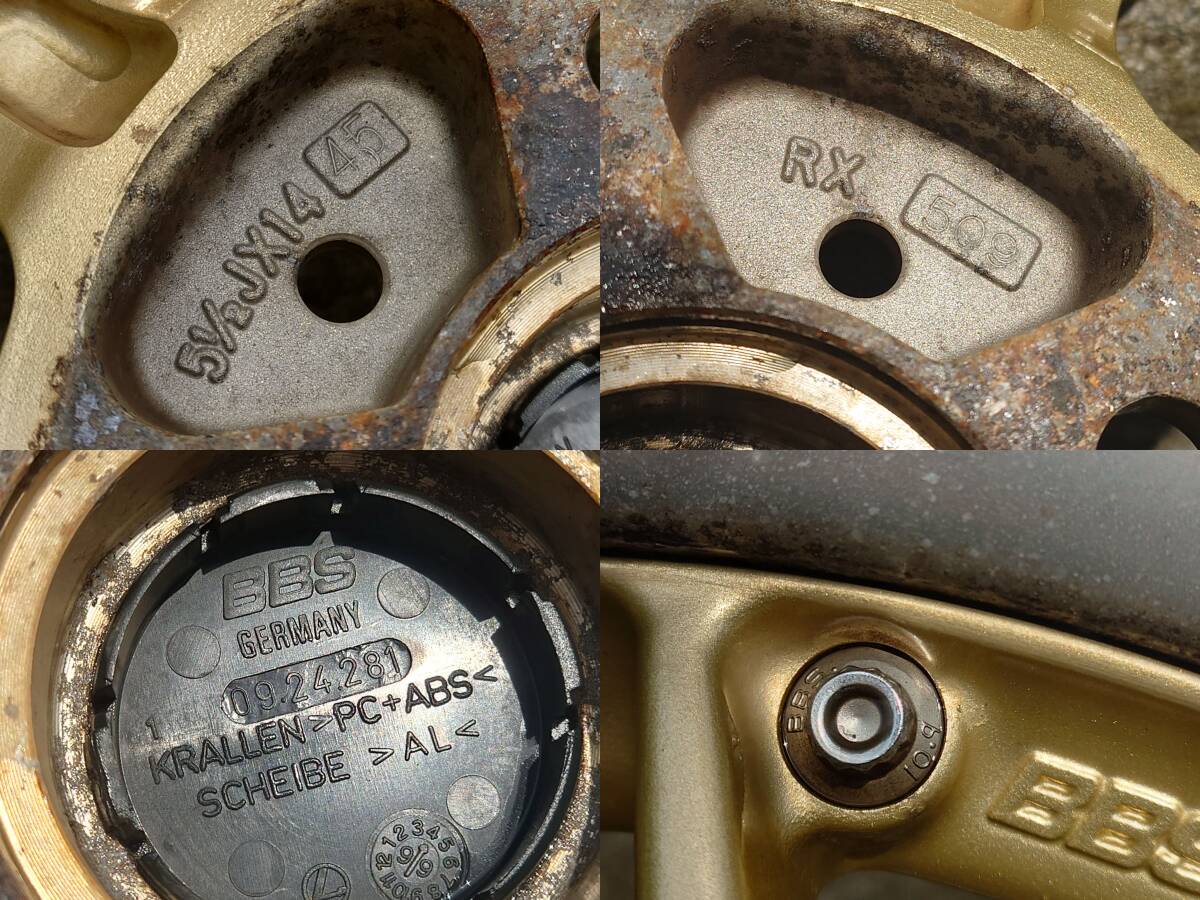 5½JX14 45
RX 509
BBS
GERMANY
09.24.281
1
KRALLEN >PC+ABS<
SCHEIBE >AL<
BBS
BBS